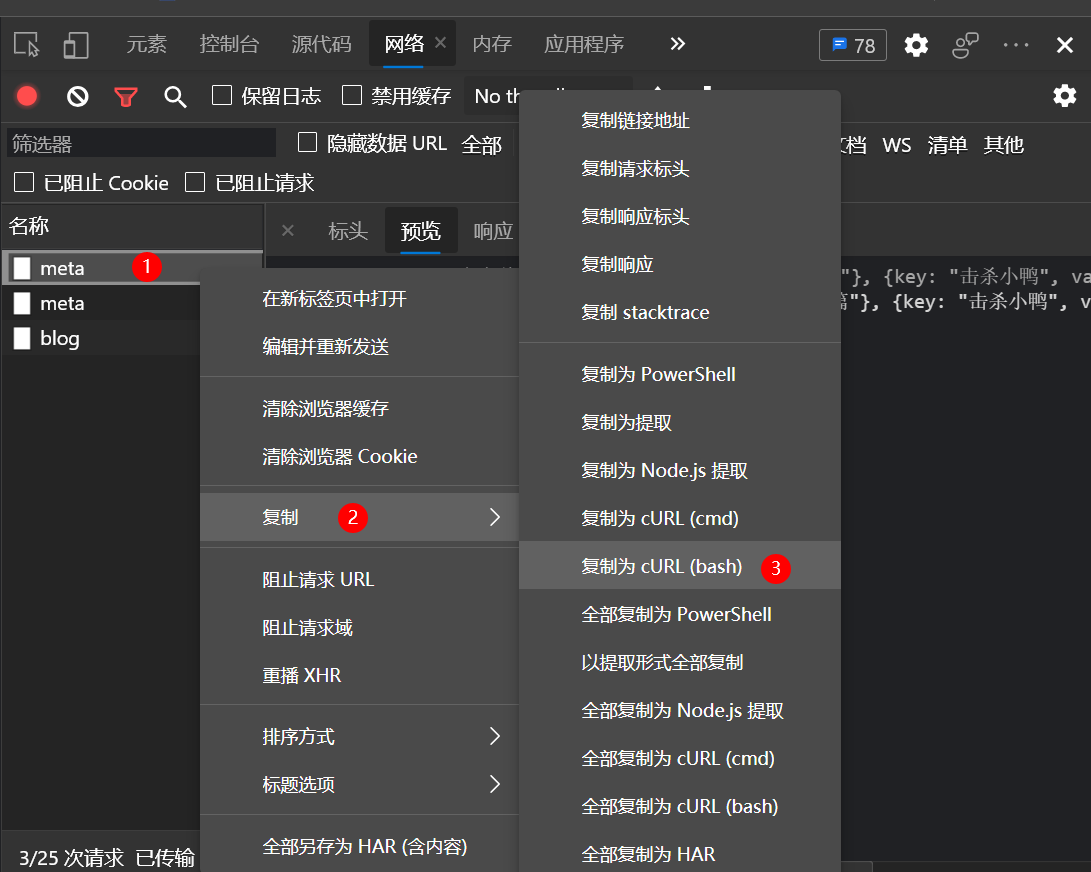 元素 控制台 源代码 网络 内存 应用程序 78
保留日志 禁用缓存 No th
筛选器 隐藏数据 URL 全部 档 WS 清单 其他
已阻止 Cookie 已阻止请求
名称
标头 预览 响应
meta 1
meta
blog
"}, {key: "击杀小鸭", va
篇"}, {key: "击杀小鸭", v
在新标签页中打开
编辑并重新发送
清除浏览器缓存
清除浏览器 Cookie
复制 2
阻止请求 URL
阻止请求域
重播 XHR
排序方式
标题选项
全部另存为 HAR (含内容)
复制链接地址
复制请求标头
复制响应标头
复制响应
复制 stacktrace
复制为 PowerShell
复制为提取
复制为 Node.js 提取
复制为 cURL (cmd)
复制为 cURL (bash) 3
全部复制为 PowerShell
以提取形式全部复制
全部复制为 Node.js 提取
全部复制为 cURL (cmd)
全部复制为 cURL (bash)
全部复制为 HAR
3/25 次请求 已传输